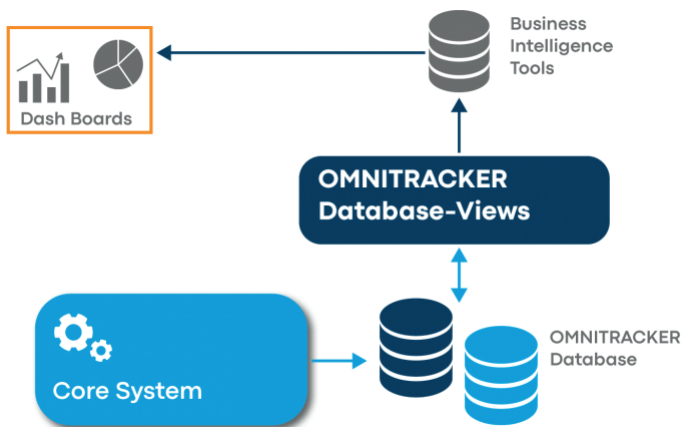 Business
Intelligence
Tools
Dash Boards
OMNITRACKER
Database-Views
OMNITRACKER
Database
Core System